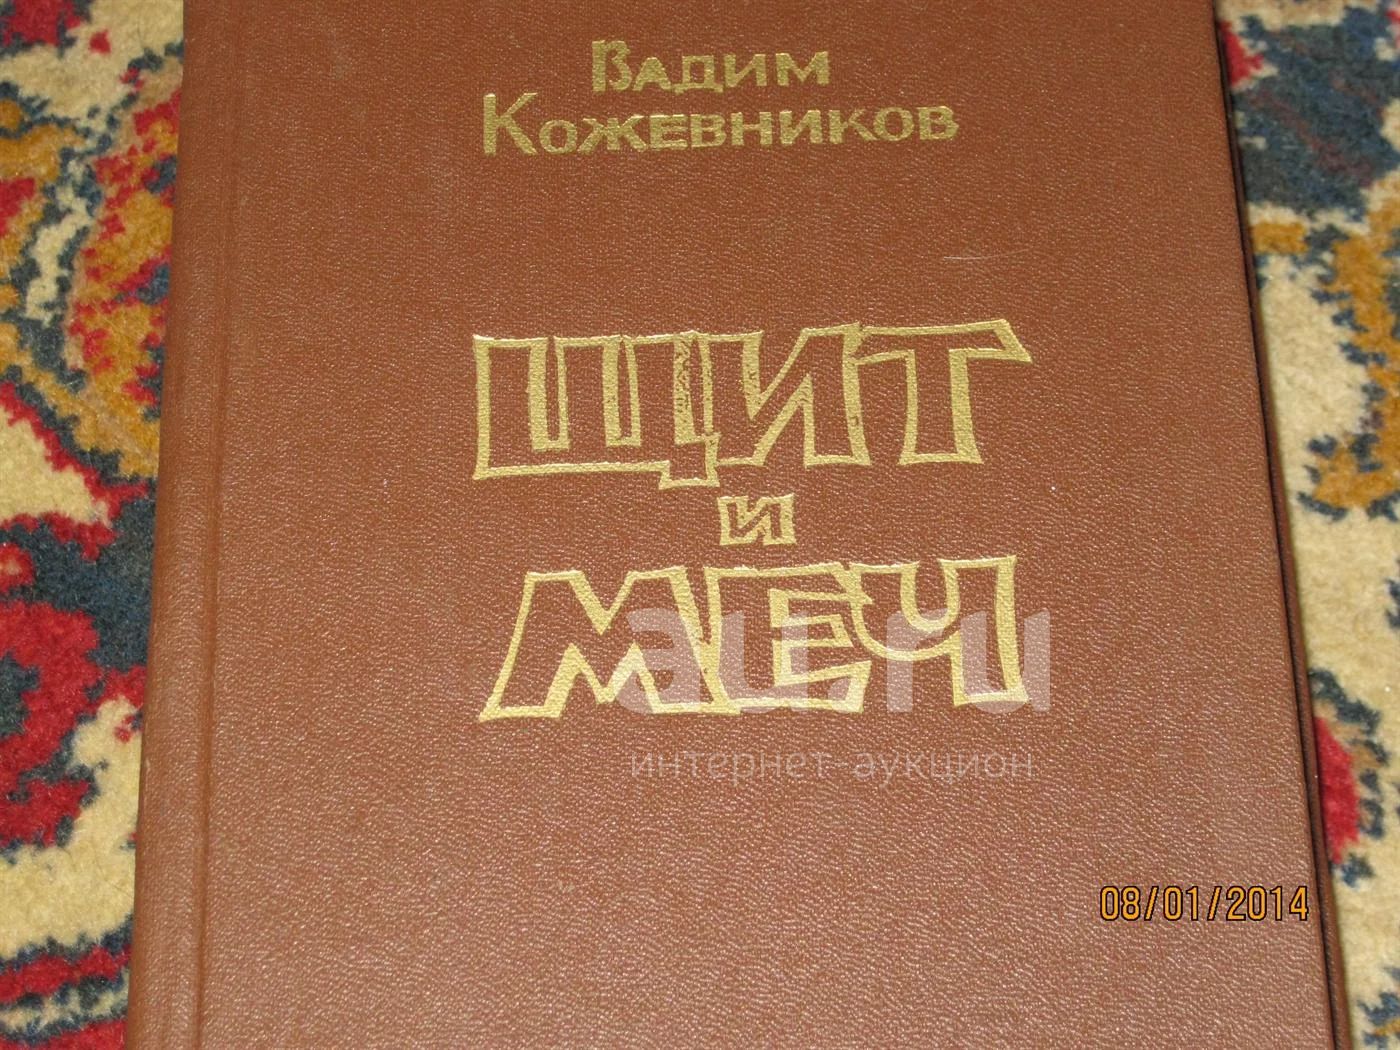 Вадим
Кожевников
ЩИТ
и
МЕЧ
au.ru
интернет-аукцион
08/01/2014